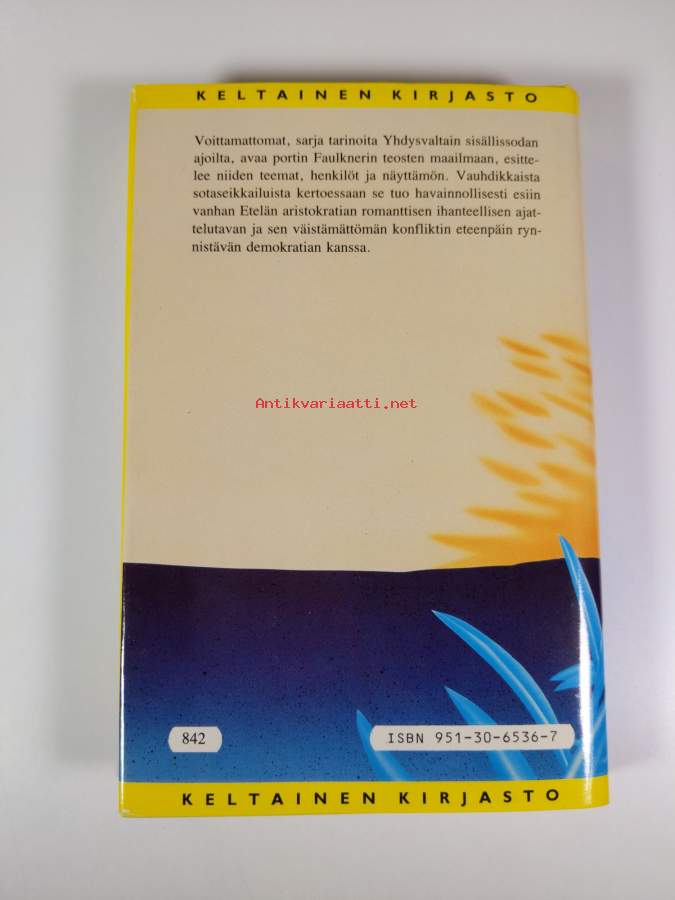 KELTAINEN KIRJASTO
Voittamattomat, sarja tarinoita Yhdysvaltain sisällissodan
ajoilta, avaa portin Faulknerin teosten maailmaan, esitte-
lee niiden teemat, henkilöt ja näyttämön. Vauhdikkaista
sotaseikkailuista kertoessaan se tuo havainnollisesti esiin
vanhan Etelän aristokratian romanttisen ihanteellisen ajat-
telutavan ja sen väistämättömän konfliktin eteenpäin ryn-
nistävän demokratian kanssa.
Antikvariaatti.net
842
ISBN 951-30-6536-7
KELTAINEN KIRJASTO